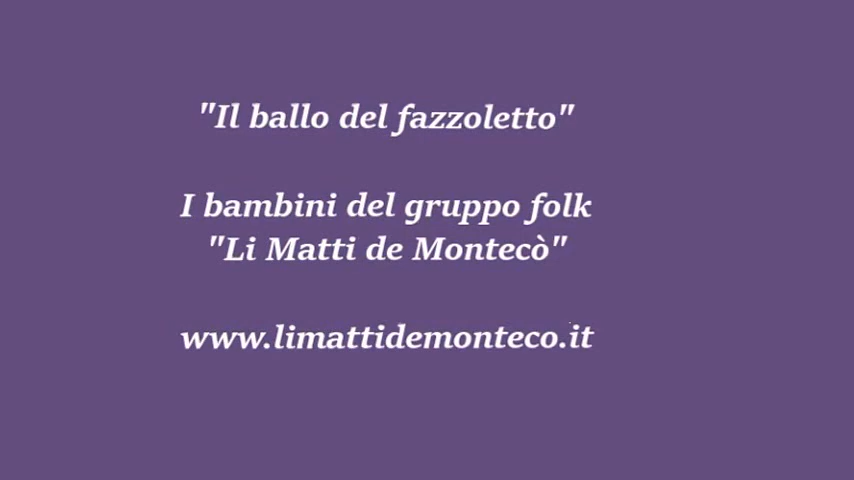 "Il ballo del fazzoletto"
I bambini del gruppo folk
"Li Matti de Montecò"
www.limattidemonteco.it